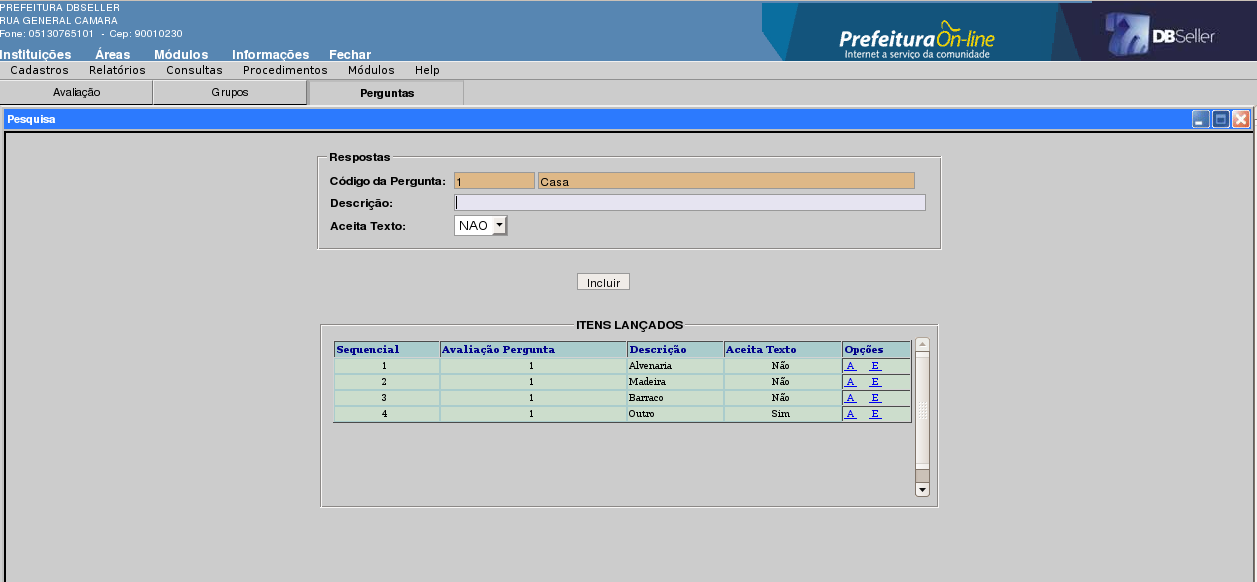 PREFEITURA DBSELLER
RUA GENERAL CAMARA
Fone: 05130765101 - Cep: 90010230
PrefeituraOn-line
Internet a serviço da comunidade
DBSeller
Instituições Áreas Módulos Informações Fechar
Cadastros Relatórios Consultas Procedimentos Módulos Help
Avaliação Grupos Perguntas
Pesquisa
Respostas
Código da Pergunta: 1 Casa
Descrição:
Aceita Texto: NAO
Incluir
ITENS LANÇADOS
Sequencial Avaliação Pergunta Descrição Aceita Texto Opções
1 1 Alvenaria Não A E
2 1 Madeira Não A E
3 1 Barraco Não A E
4 1 Outro Sim A E